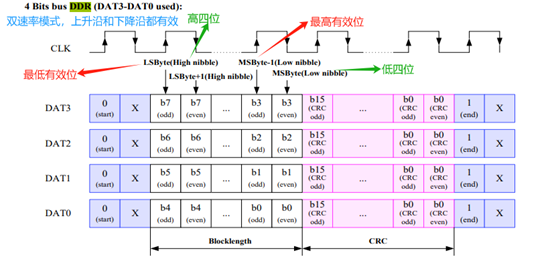 4 Bits bus DDR (DAT3-DAT0 used):
双速率模式，上升沿和下降沿都有效
高四位
最高有效位
CLK
LSByte(High nibble)
MSByte-1(Low nibble)
LSByte+1(High nibble)
MSByte(Low nibble)
最低有效位
低四位
DAT3 0 (start) X b7 (odd) b7 (even) ... b3 (odd) b3 (even) b15 (CRC odd) ... b0 (CRC odd) b0 (CRC even) 1 (end) X
DAT2 0 (start) X b6 (odd) b6 (even) ... b2 (odd) b2 (even) b15 (CRC odd) ... b0 (CRC odd) b0 (CRC even) 1 (end) X
DAT1 0 (start) X b5 (odd) b5 (even) ... b1 (odd) b1 (even) b15 (CRC odd) ... b0 (CRC odd) b0 (CRC even) 1 (end) X
DAT0 0 (start) X b4 (odd) b4 (even) ... b0 (odd) b0 (even) b15 (CRC odd) ... b0 (CRC odd) b0 (CRC even) 1 (end) X
Blocklength CRC